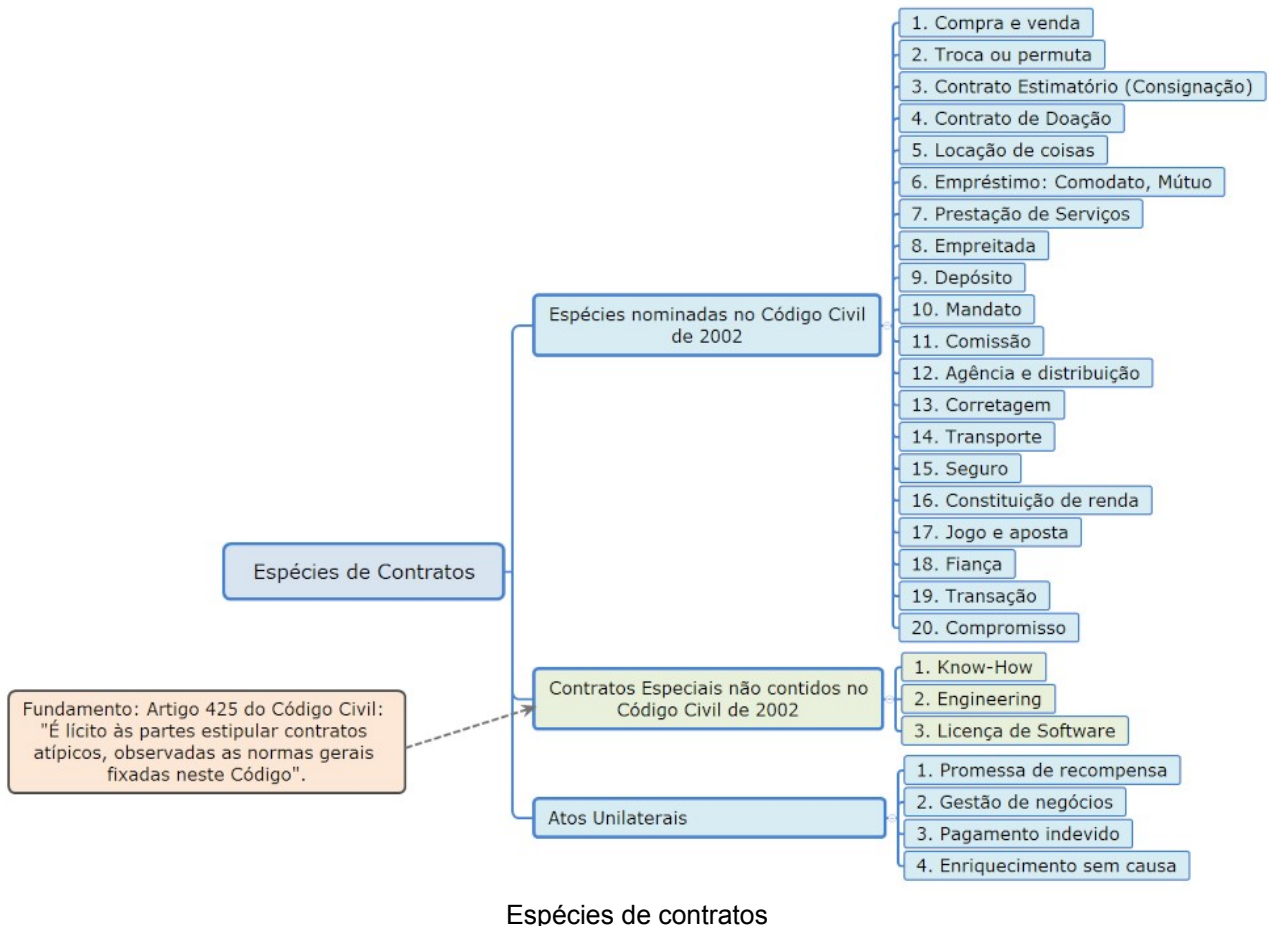 1. Compra e venda
2. Troca ou permuta
3. Contrato Estimatório (Consignação)
4. Contrato de Doação
5. Locação de coisas
6. Empréstimo: Comodato, Mútuo
7. Prestação de Serviços
8. Empreitada
9. Depósito
10. Mandato
11. Comissão
12. Agência e distribuição
13. Corretagem
14. Transporte
15. Seguro
16. Constituição de renda
17. Jogo e aposta
18. Fiança
19. Transação
20. Compromisso
Espécies nominadas no Código Civil
de 2002
Espécies de Contratos
Contratos Especiais não contidos no
Código Civil de 2002
1. Know-How
2. Engineering
3. Licença de Software
Fundamento: Artigo 425 do Código Civil:
"É lícito às partes estipular contratos
atípicos, observadas as normas gerais
fixadas neste Código".
Atos Unilaterais
1. Promessa de recompensa
2. Gestão de negócios
3. Pagamento indevido
4. Enriquecimento sem causa
Espécies de contratos